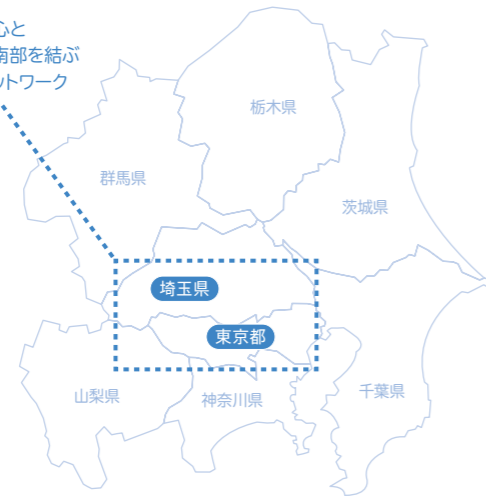 心と
南部を結ぶ
ットワーク
栃木県
群馬県
茨城県
埼玉県
東京都
山梨県
神奈川県
千葉県